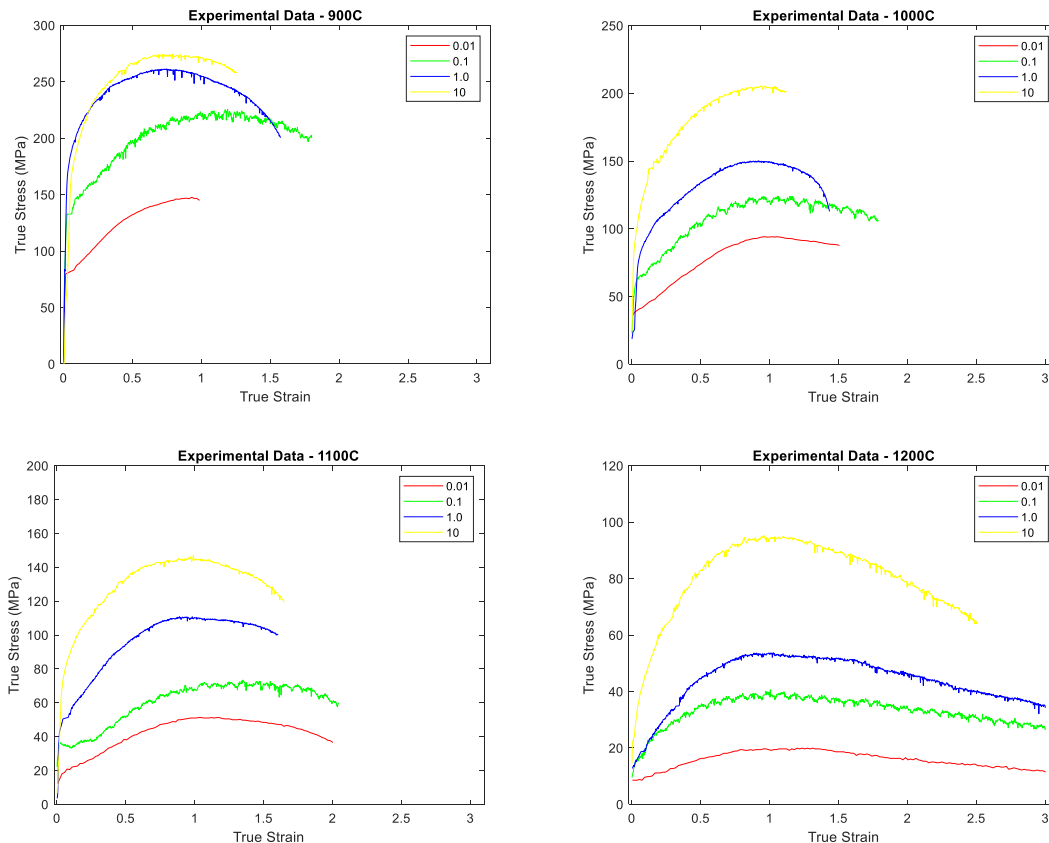 Experimental Data - 900C
300
250
200
150
100
50
0
True Stress (MPa)
0 0.5 1 1.5 2 2.5 3
True Strain
0.01
0.1
1.0
10
Experimental Data - 1000C
250
200
150
100
50
0
True Stress (MPa)
0 0.5 1 1.5 2 2.5 3
True Strain
0.01
0.1
1.0
10
Experimental Data - 1100C
200
180
160
140
120
100
80
60
40
20
0
True Stress (MPa)
0 0.5 1 1.5 2 2.5 3
True Strain
0.01
0.1
1.0
10
Experimental Data - 1200C
120
100
80
60
40
20
0
True Stress (MPa)
0 0.5 1 1.5 2 2.5 3
True Strain
0.01
0.1
1.0
10